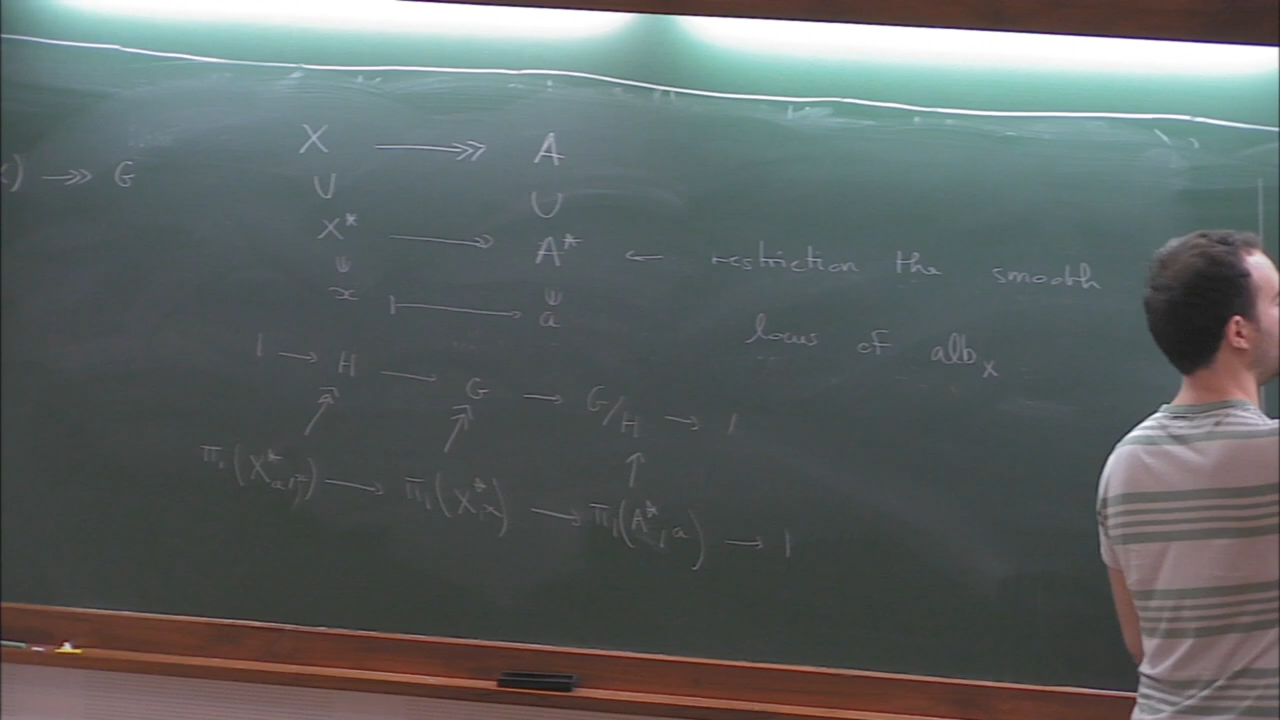 X ↠ A
) ↠ G
∪ ∪
X* ↠ A* ← restriction the smooth
x ↦ a
locus of alb_X
1 → H → G → G/H → 1
π₁(X*_a, x) → π₁(X*, x) → π₁(A*, a) → 1